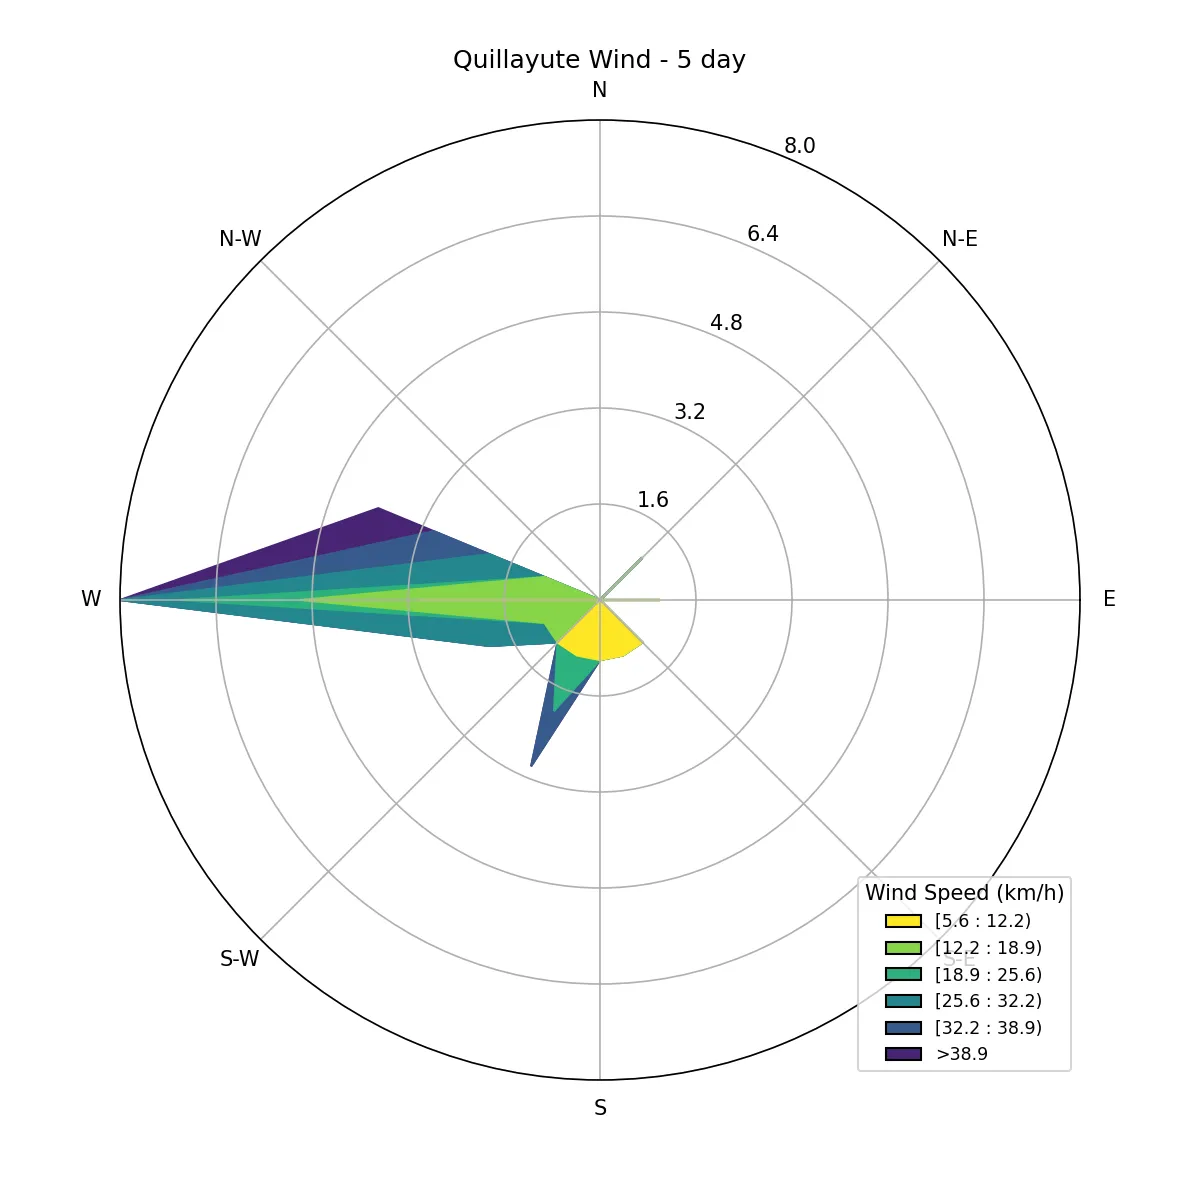 Quillayute Wind - 5 day
N
8.0
N-W
6.4
N-E
4.8
3.2
1.6
W
E
S-W
S-E
S
Wind Speed (km/h)
[5.6 : 12.2)
[12.2 : 18.9)
[18.9 : 25.6)
[25.6 : 32.2)
[32.2 : 38.9)
>38.9